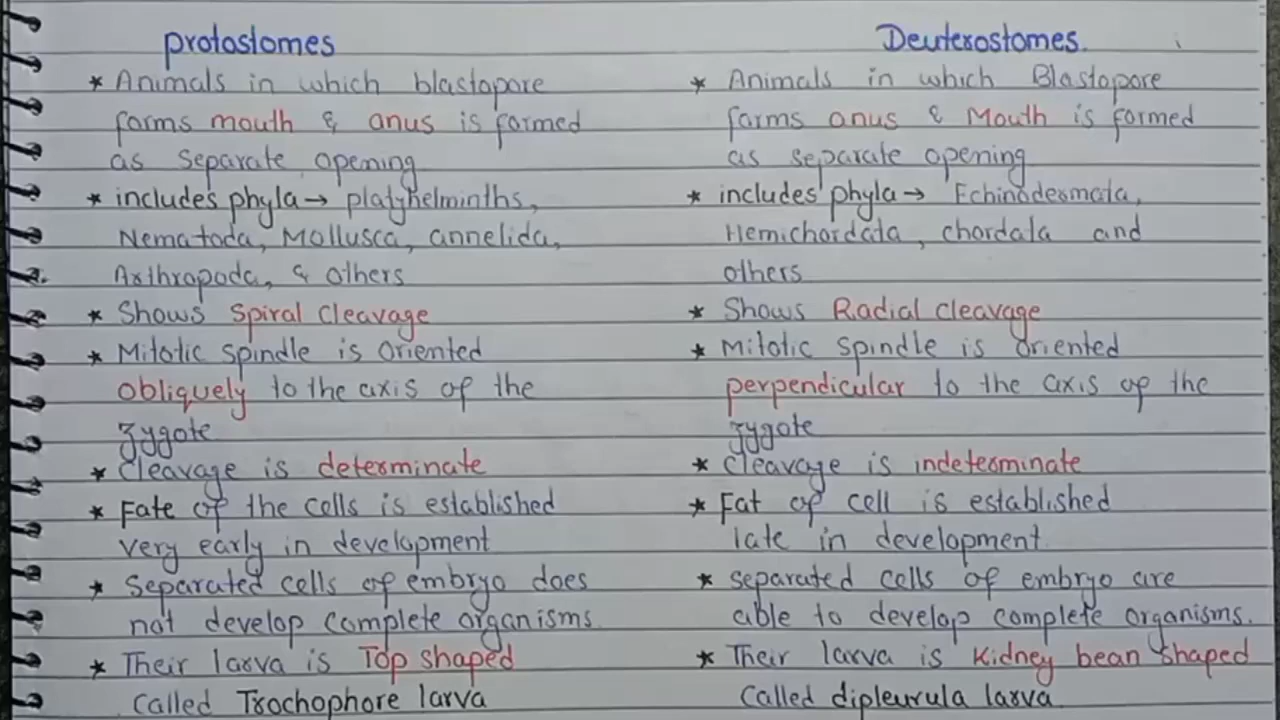 protostomes
* Animals in which blastopore
forms mouth & anus is formed
as separate opening
* includes phyla → platyhelminths,
Nematoda, Mollusca, annelida,
Arthropoda, & others
* Shows spiral cleavage
* Mitotic spindle is oriented
obliquely to the axis of the
zygote
* cleavage is determinate
* Fate of the cells is established
very early in development
* Separated cells of embryo does
not develop complete organisms.
* Their larva is Top shaped
called Trochophore larva
Deuterostomes.
* Animals in which Blastopore
forms anus & Mouth is formed
as separate opening
* includes phyla → Echinodermata,
Hemichordata, chordata and
others
* Shows Radial cleavage
* Mitotic spindle is oriented
perpendicular to the axis of the
zygote
* cleavage is indeterminate
* Fat of cell is established
late in development.
* separated cells of embryo are
able to develop complete organisms.
* Their larva is kidney bean shaped
called dipleurula larva.